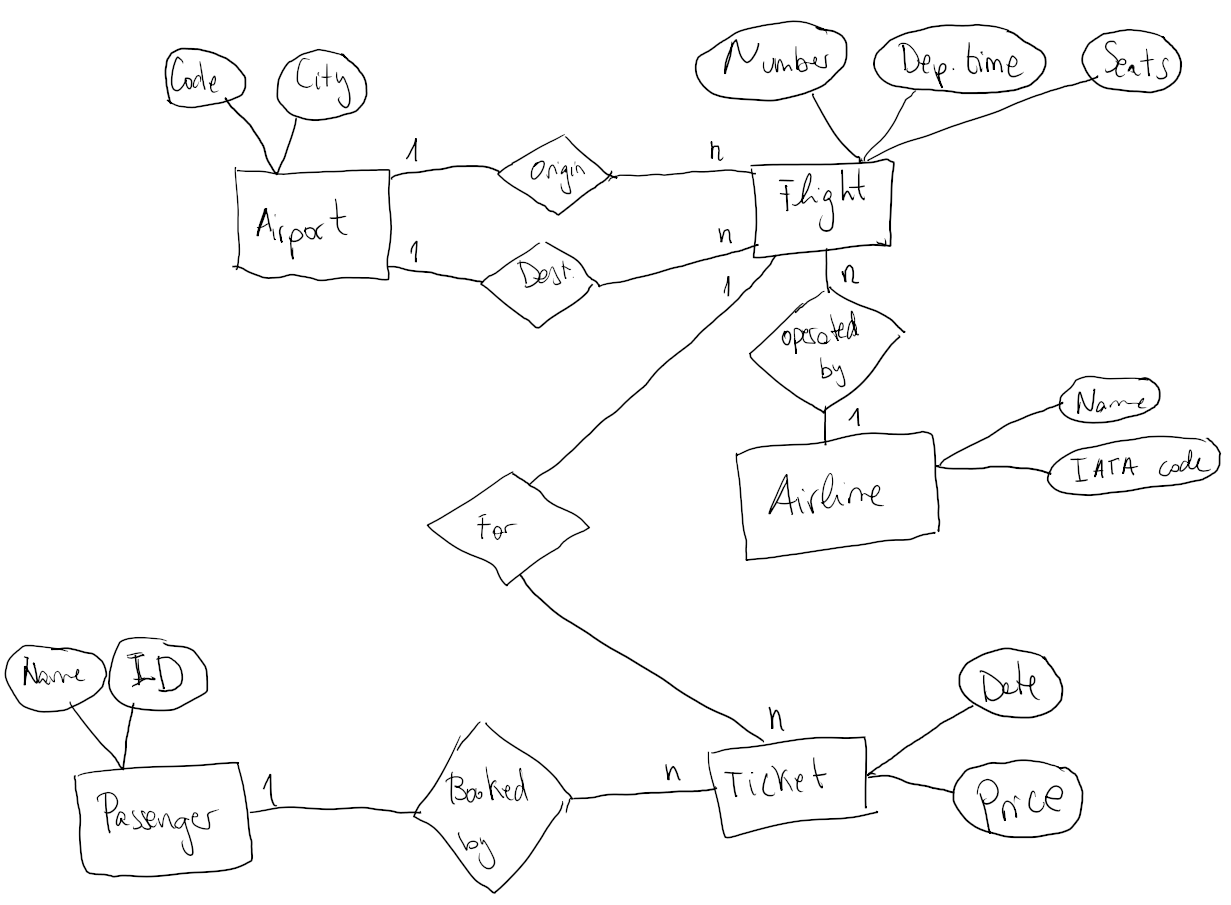 Code
City
Number
Dep. time
Seats
1
Origin
n
Flight
Airport
1
Dest.
n
1
n
operated
by
1
Name
IATA code
Airline
For
Name
ID
Date
n
Passenger
1
Booked
by
n
Ticket
Price